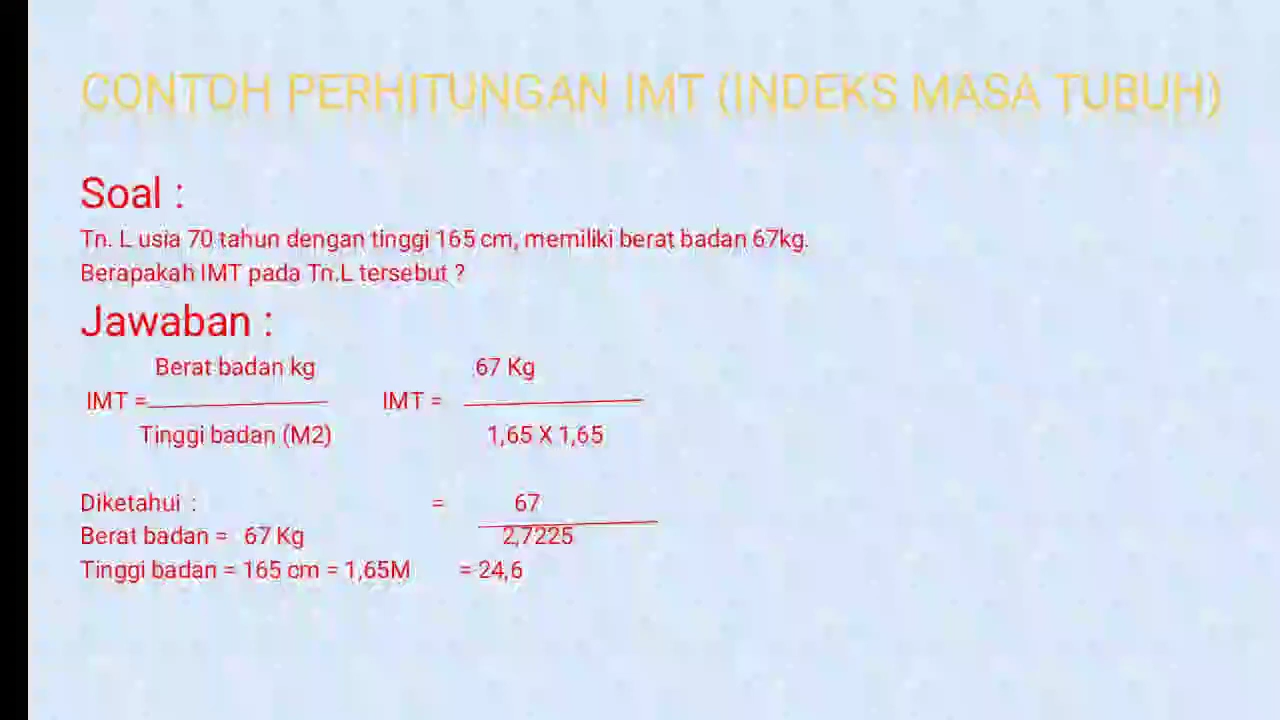 CONTOH PERHITUNGAN IMT (INDEKS MASA TUBUH)
Soal :
Tn. L usia 70 tahun dengan tinggi 165 cm, memiliki berat badan 67kg.
Berapakah IMT pada Tn.L tersebut ?
Jawaban :
Berat badan kg 67 Kg
IMT = IMT =
Tinggi badan (M2) 1,65 X 1,65
Diketahui : = 67
Berat badan = 67 Kg 2,7225
Tinggi badan = 165 cm = 1,65M = 24,6